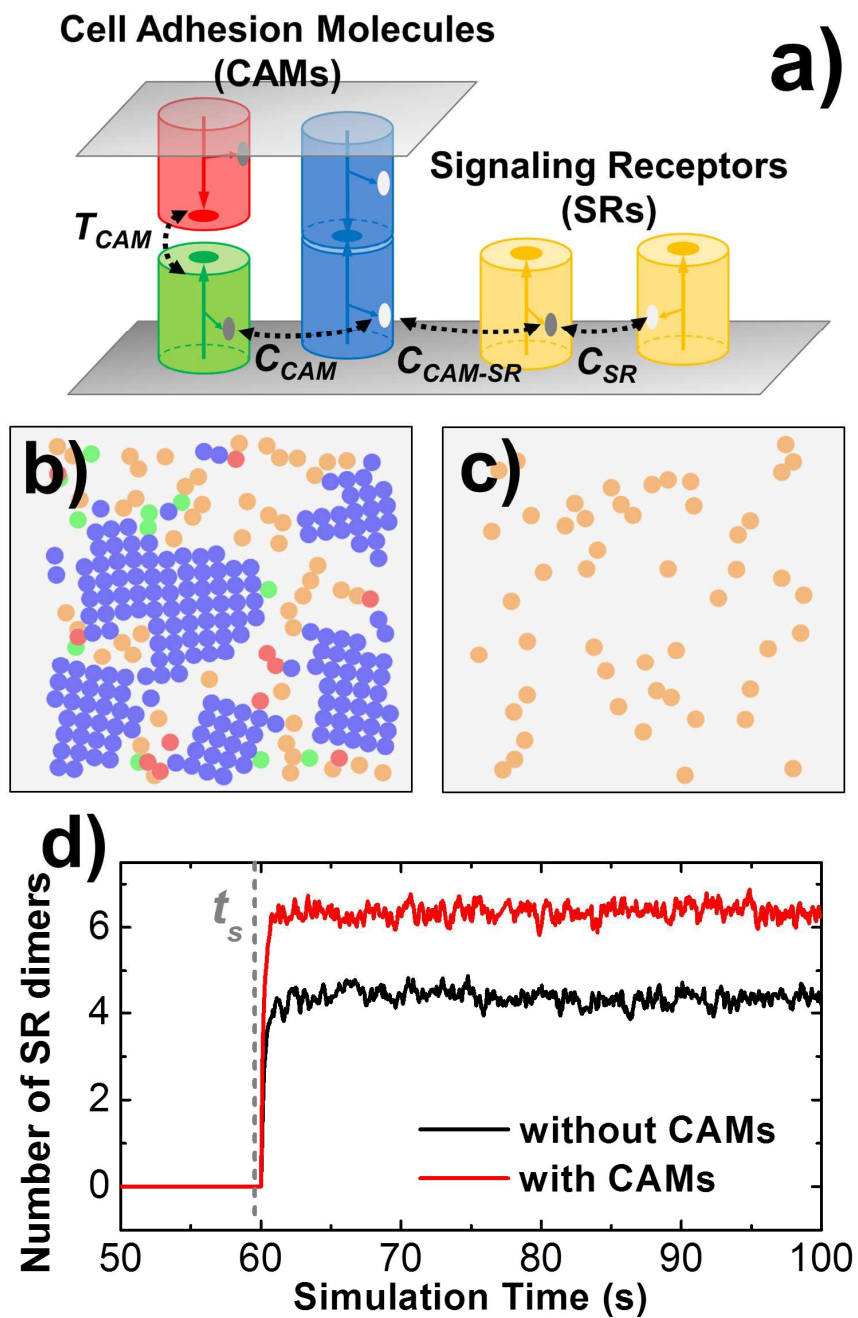 Cell Adhesion Molecules
(CAMs)
a)
Signaling Receptors
(SRs)
T_CAM
C_CAM
C_CAM-SR
C_SR
b)
c)
d)
Number of SR dimers
6
4
2
0
t_s
without CAMs
with CAMs
50 60 70 80 90 100
Simulation Time (s)